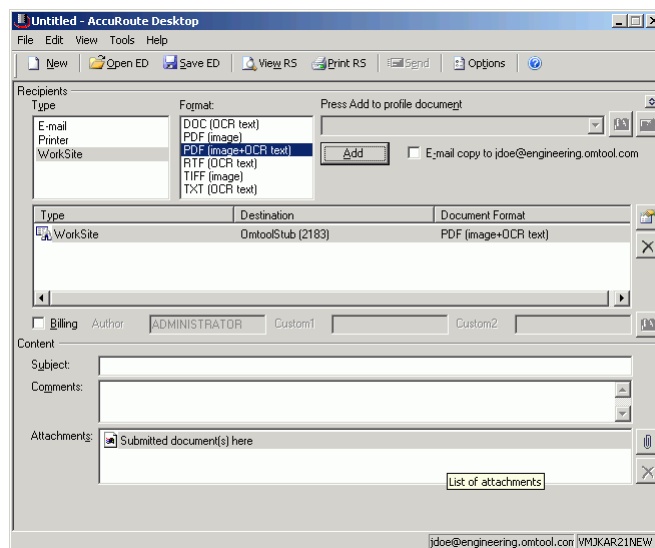 Untitled - AccuRoute Desktop
File Edit View Tools Help
New Open ED Save ED View RS Print RS Send Options
Recipients
Type Format: Press Add to profile document
E-mail
Printer
WorkSite
DOC (OCR text)
PDF (image)
PDF (image+OCR text)
RTF (OCR text)
TIFF (image)
TXT (OCR text)
Add E-mail copy to jdoe@engineering.omtool.com
Type Destination Document Format
WorkSite OmtoolStub (2183) PDF (image+OCR text)
Billing Author ADMINISTRATOR Custom1 Custom2
Content
Subject:
Comments:
Attachments: Submitted document(s) here
List of attachments
jdoe@engineering.omtool.com VMJKAR21NEW